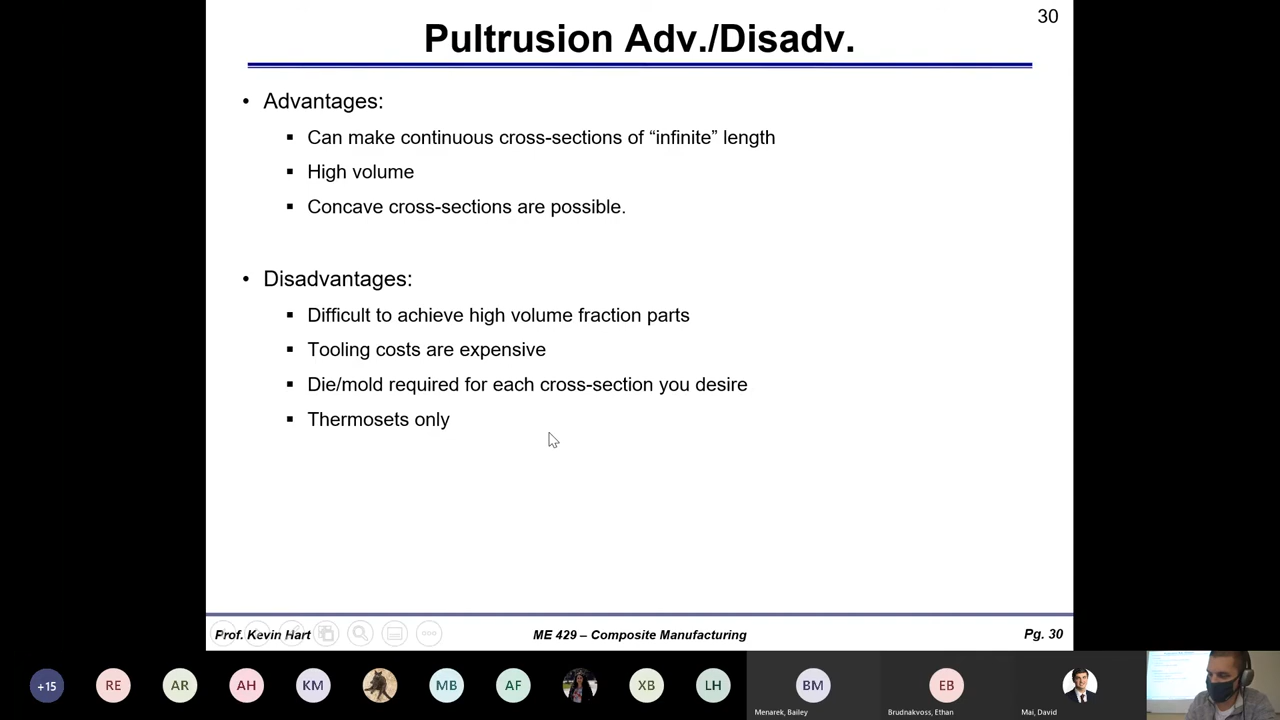 30
Pultrusion Adv./Disadv.
• Advantages:
▪ Can make continuous cross-sections of “infinite” length
▪ High volume
▪ Concave cross-sections are possible.
• Disadvantages:
▪ Difficult to achieve high volume fraction parts
▪ Tooling costs are expensive
▪ Die/mold required for each cross-section you desire
▪ Thermosets only
Prof. Kevin Hart
ME 429 – Composite Manufacturing
Pg. 30
+15
RE
AR
AH
KM
MB
AF
XB
LH
BM
EB
Menarek, Bailey
Brudnakvoss, Ethan
Mai, David